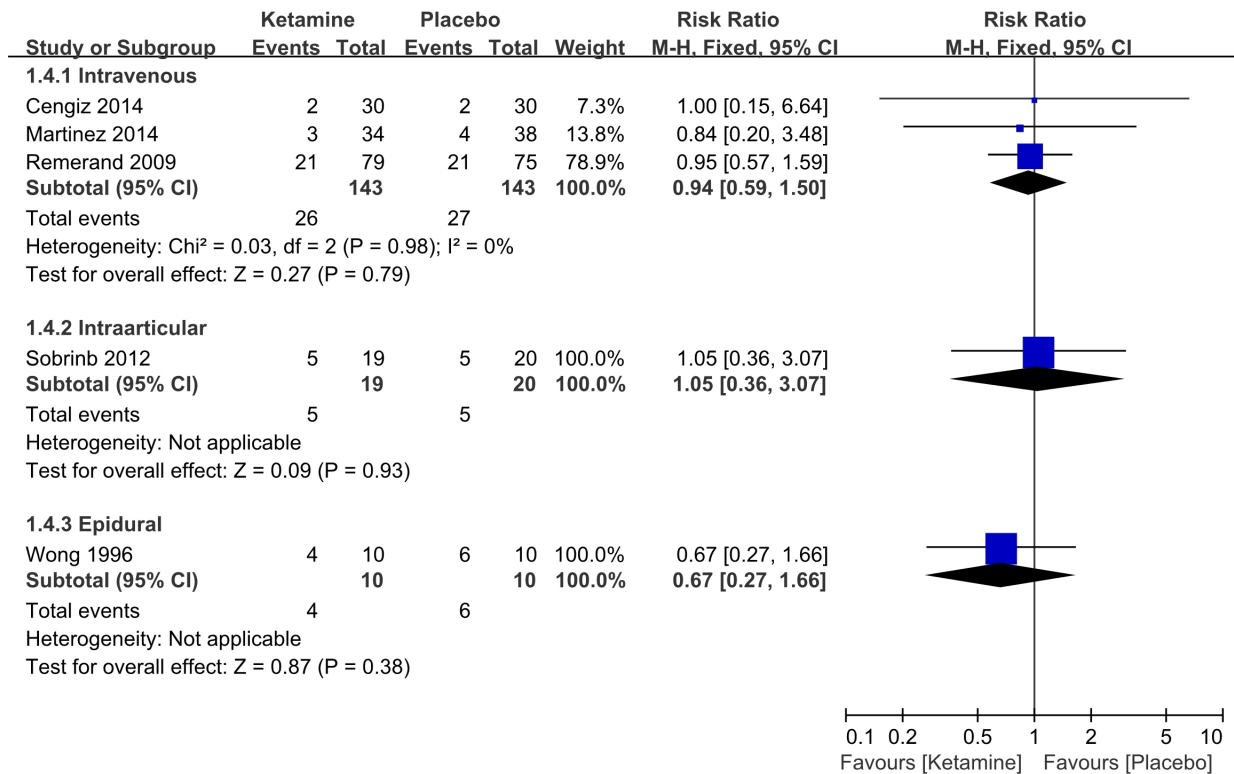 Ketamine Placebo Risk Ratio Risk Ratio
Study or Subgroup Events Total Events Total Weight M-H, Fixed, 95% CI M-H, Fixed, 95% CI
1.4.1 Intravenous
Cengiz 2014 2 30 2 30 7.3% 1.00 [0.15, 6.64]
Martinez 2014 3 34 4 38 13.8% 0.84 [0.20, 3.48]
Remerand 2009 21 79 21 75 78.9% 0.95 [0.57, 1.59]
Subtotal (95% CI) 143 143 100.0% 0.94 [0.59, 1.50]
Total events 26 27
Heterogeneity: Chi² = 0.03, df = 2 (P = 0.98); I² = 0%
Test for overall effect: Z = 0.27 (P = 0.79)
1.4.2 Intraarticular
Sobrinb 2012 5 19 5 20 100.0% 1.05 [0.36, 3.07]
Subtotal (95% CI) 19 20 100.0% 1.05 [0.36, 3.07]
Total events 5 5
Heterogeneity: Not applicable
Test for overall effect: Z = 0.09 (P = 0.93)
1.4.3 Epidural
Wong 1996 4 10 6 10 100.0% 0.67 [0.27, 1.66]
Subtotal (95% CI) 10 10 100.0% 0.67 [0.27, 1.66]
Total events 4 6
Heterogeneity: Not applicable
Test for overall effect: Z = 0.87 (P = 0.38)
0.1 0.2 0.5 1 2 5 10
Favours [Ketamine] Favours [Placebo]